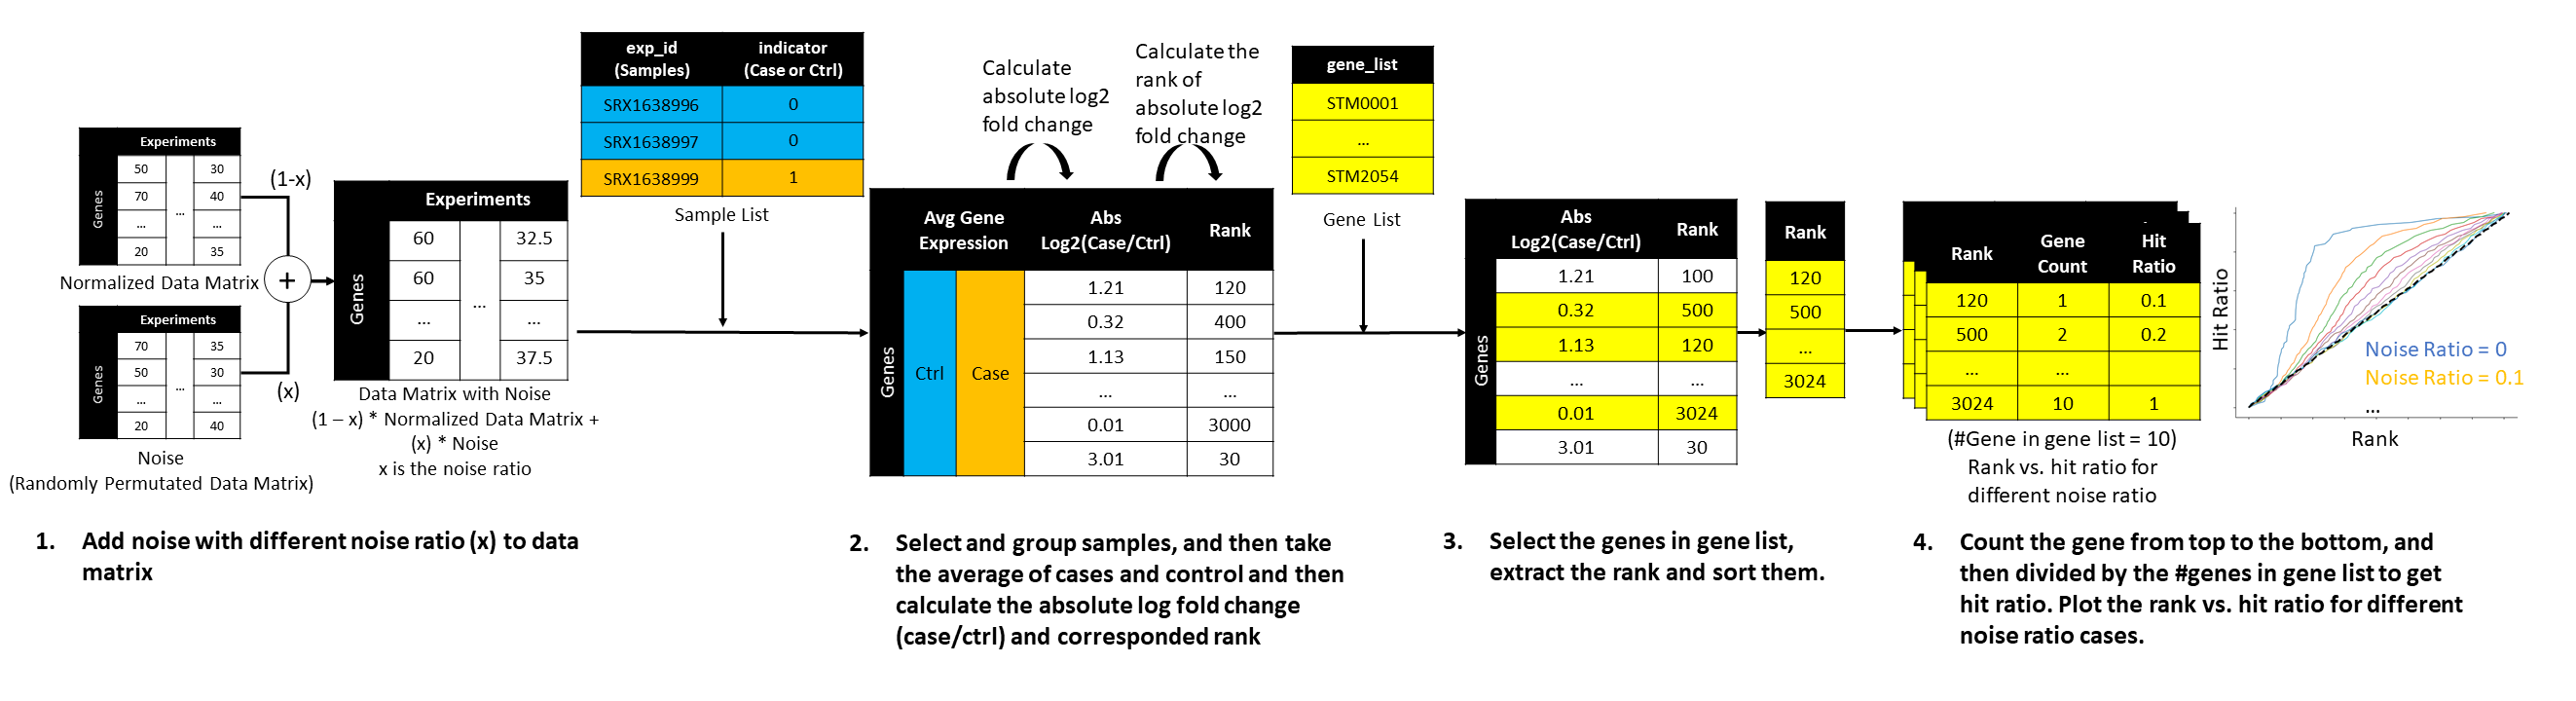 Experiments
Genes
50 30
70 ... 40
... ...
20 35
Normalized Data Matrix
(1-x)
+
(x)
Experiments
Genes
70 35
50 ... 30
... ...
20 40
Noise
(Randomly Permutated Data Matrix)
Experiments
Genes
60 32.5
60 35
...
... ...
20 37.5
Data Matrix with Noise
(1 – x) * Normalized Data Matrix +
(x) * Noise
x is the noise ratio
exp_id indicator
(Samples) (Case or Ctrl)
SRX1638996 0
SRX1638997 0
SRX1638999 1
Sample List
Calculate
absolute log2
fold change
Calculate the
rank of
absolute log2
fold change
Avg Gene Expression Abs Log2(Case/Ctrl) Rank
Genes
Ctrl
Case
1.21 120
0.32 400
1.13 150
... ...
0.01 3000
3.01 30
gene_list
STM0001
...
STM2054
Gene List
Abs Log2(Case/Ctrl) Rank
Genes
1.21 100
0.32 500
1.13 120
... ...
0.01 3024
3.01 30
Rank
120
500
...
3024
Rank Gene Count Hit Ratio
120 1 0.1
500 2 0.2
... ...
3024 10 1
(#Gene in gene list = 10)
Rank vs. hit ratio for
different noise ratio
Hit Ratio
Noise Ratio = 0
Noise Ratio = 0.1
...
Rank
1. Add noise with different noise ratio (x) to data
matrix
2. Select and group samples, and then take
the average of cases and control and then
calculate the absolute log fold change
(case/ctrl) and corresponded rank
3. Select the genes in gene list,
extract the rank and sort them.
4. Count the gene from top to the bottom, and
then divided by the #genes in gene list to get
hit ratio. Plot the rank vs. hit ratio for different
noise ratio cases.